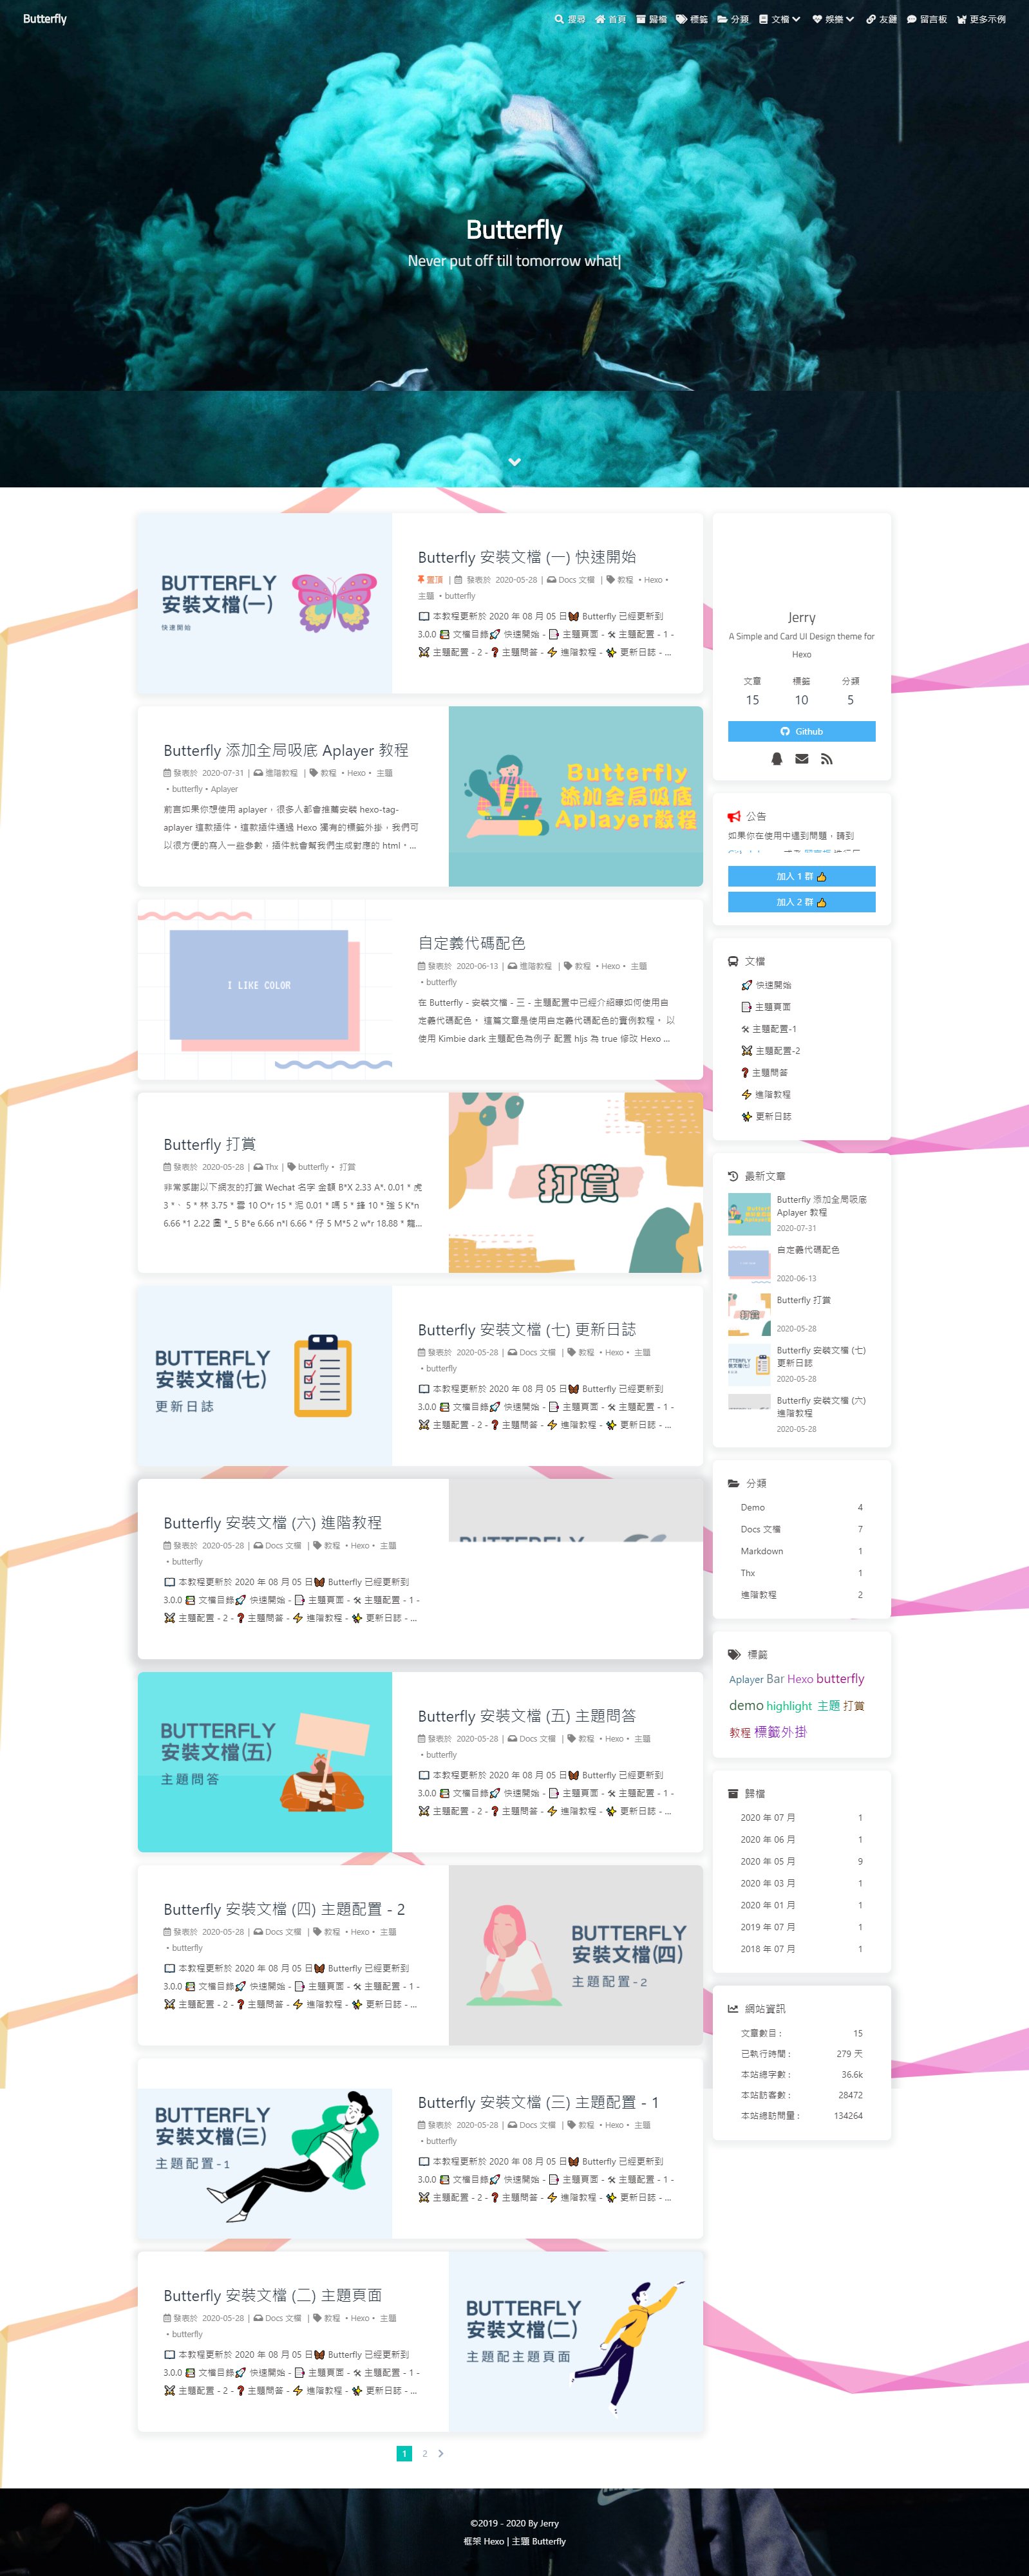 Butterfly
搜尋 首頁 歸檔 標籤 分類 文檔 娛樂 友鏈 留言板 更多示例
Butterfly
Never put off till tomorrow what|
BUTTERFLY
安裝文檔(一)
快速開始
Butterfly 安裝文檔 (一) 快速開始
置頂 | 發表於 2020-05-28 | Docs 文檔 | 教程 • Hexo •
主題 • butterfly
本教程更新於 2020 年 08 月 05 日 Butterfly 已經更新到
3.0.0 文檔目錄 快速開始 - 主題頁面 - 主題配置 - 1 -
主題配置 - 2 - 主題問答 - 進階教程 - 更新日誌 - ...
Butterfly 添加全局吸底 Aplayer 教程
發表於 2020-07-31 | 進階教程 | 教程 • Hexo • 主題
• butterfly • Aplayer
前言如果你想使用 aplayer，很多人都會推薦安裝 hexo-tag-
aplayer 這款插件。這款插件通過 Hexo 獨有的標籤外掛，我們可
以很方便的寫入一些參數，插件就會幫我們生成對應的 html。...
Butterfly
添加全局吸底
Aplayer教程
I LIKE COLOR
自定義代碼配色
發表於 2020-06-13 | 進階教程 | 教程 • Hexo • 主題
• butterfly
在 Butterfly - 安裝文檔 - 三 - 主題配置中已經介紹瞭如何使用自
定義代碼配色， 這篇文章是使用自定義代碼配色的實例教程， 以
使用 Kimbie dark 主題配色為例子 配置 hljs 為 true 修改 Hexo ...
Butterfly 打賞
發表於 2020-05-28 | Thx | butterfly • 打賞
非常感謝以下網友的打賞 Wechat 名字 金額 B*X 2.33 A*. 0.01 * 虎
6.66 *1 2.22 *_ 5 B*e 6.66 n*l 6.66 * 仔 5 M*5 2 w*r 18.88 * 龍...
打賞
BUTTERFLY
安裝文檔(七)
更新日誌
Butterfly 安裝文檔 (七) 更新日誌
發表於 2020-05-28 | Docs 文檔 | 教程 • Hexo • 主題
• butterfly
本教程更新於 2020 年 08 月 05 日 Butterfly 已經更新到
3.0.0 文檔目錄 快速開始 - 主題頁面 - 主題配置 - 1 -
主題配置 - 2 - 主題問答 - 進階教程 - 更新日誌 - ...
Butterfly 安裝文檔 (六) 進階教程
發表於 2020-05-28 | Docs 文檔 | 教程 • Hexo • 主題
• butterfly
本教程更新於 2020 年 08 月 05 日 Butterfly 已經更新到
3.0.0 文檔目錄 快速開始 - 主題頁面 - 主題配置 - 1 -
主題配置 - 2 - 主題問答 - 進階教程 - 更新日誌 - ...
BUTTERFLY
安裝文檔(五)
主題問答
Butterfly 安裝文檔 (五) 主題問答
發表於 2020-05-28 | Docs 文檔 | 教程 • Hexo • 主題
• butterfly
本教程更新於 2020 年 08 月 05 日 Butterfly 已經更新到
3.0.0 文檔目錄 快速開始 - 主題頁面 - 主題配置 - 1 -
主題配置 - 2 - 主題問答 - 進階教程 - 更新日誌 - ...
Butterfly 安裝文檔 (四) 主題配置 - 2
發表於 2020-05-28 | Docs 文檔 | 教程 • Hexo • 主題
• butterfly
本教程更新於 2020 年 08 月 05 日 Butterfly 已經更新到
3.0.0 文檔目錄 快速開始 - 主題頁面 - 主題配置 - 1 -
主題配置 - 2 - 主題問答 - 進階教程 - 更新日誌 - ...
BUTTERFLY
安裝文檔(四)
主題配置-2
BUTTERFLY
安裝文檔(三)
主題配置-1
Butterfly 安裝文檔 (三) 主題配置 - 1
發表於 2020-05-28 | Docs 文檔 | 教程 • Hexo • 主題
• butterfly
本教程更新於 2020 年 08 月 05 日 Butterfly 已經更新到
3.0.0 文檔目錄 快速開始 - 主題頁面 - 主題配置 - 1 -
主題配置 - 2 - 主題問答 - 進階教程 - 更新日誌 - ...
Butterfly 安裝文檔 (二) 主題頁面
發表於 2020-05-28 | Docs 文檔 | 教程 • Hexo • 主題
• butterfly
本教程更新於 2020 年 08 月 05 日 Butterfly 已經更新到
3.0.0 文檔目錄 快速開始 - 主題頁面 - 主題配置 - 1 -
主題配置 - 2 - 主題問答 - 進階教程 - 更新日誌 - ...
BUTTERFLY
安裝文檔(二)
主題配主題頁面
1 2
Jerry
A Simple and Card UI Design theme for
Hexo
文章 標籤 分類
15 10 5
Github
公告
如果你在使用中遇到問題，請到
加入 1 群
加入 2 群
文檔
快速開始
主題頁面
主題配置-1
主題配置-2
主題問答
進階教程
更新日誌
最新文章
Butterfly 添加全局吸底
Aplayer 教程
2020-07-31
自定義代碼配色
2020-06-13
Butterfly 打賞
2020-05-28
Butterfly 安裝文檔 (七)
更新日誌
2020-05-28
Butterfly 安裝文檔 (六)
進階教程
2020-05-28
分類
Demo 4
Docs 文檔 7
Markdown 1
Thx 1
進階教程 2
標籤
Aplayer Bar Hexo butterfly
demo highlight 主題 打賞
教程 標籤外掛
歸檔
2020 年 07 月 1
2020 年 06 月 1
2020 年 05 月 9
2020 年 03 月 1
2020 年 01 月 1
2019 年 07 月 1
2018 年 07 月 1
網站資訊
文章數目 : 15
已執行時間 : 279 天
本站總字數 : 36.6k
本站訪客數 : 28472
本站總訪問量 : 134264
©2019 - 2020 By Jerry
框架 Hexo | 主題 Butterfly